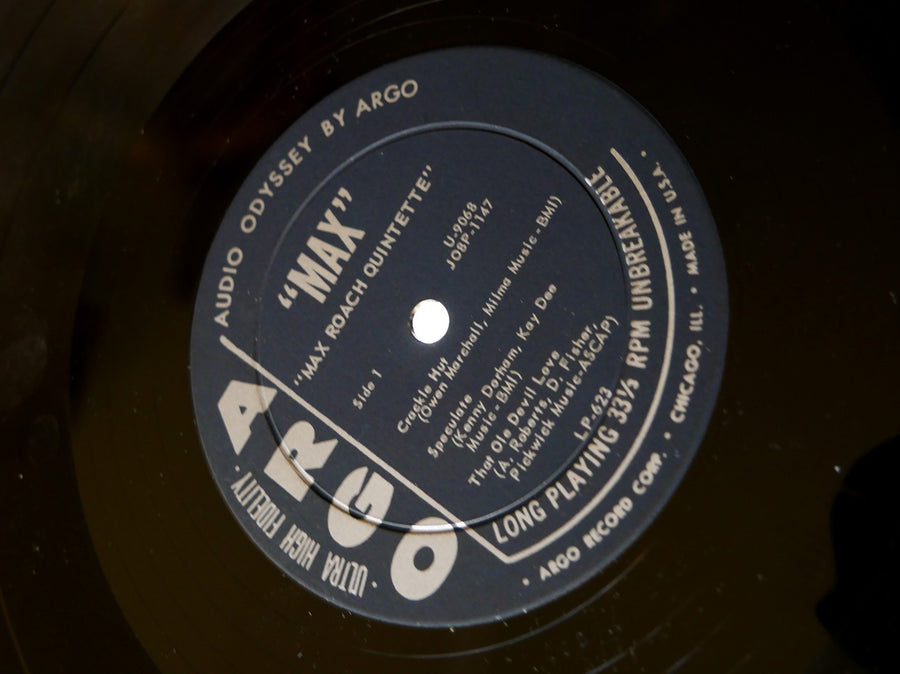 AUDIO ODYSSEY BY ARGO
"MAX"
"MAX ROACH QUINTETTE"
U-9068
JOBP-1147
Side 1
Crackle Hut
(Owen Marchall, Milma Music-BMI)
Speculate
(Kenny Dorham, Kay Dee
Music-BMI)
That Ole Devil Love
(A. Roberts, D. Fisher,
Pickwick Music-ASCAP)
LP-623
LONG PLAYING 33⅓ RPM UNBREAKABLE
ARGO
ULTRA HIGH FIDELITY
• ARGO RECORD CORP. • CHICAGO, ILL. • MADE IN U.S.A. •